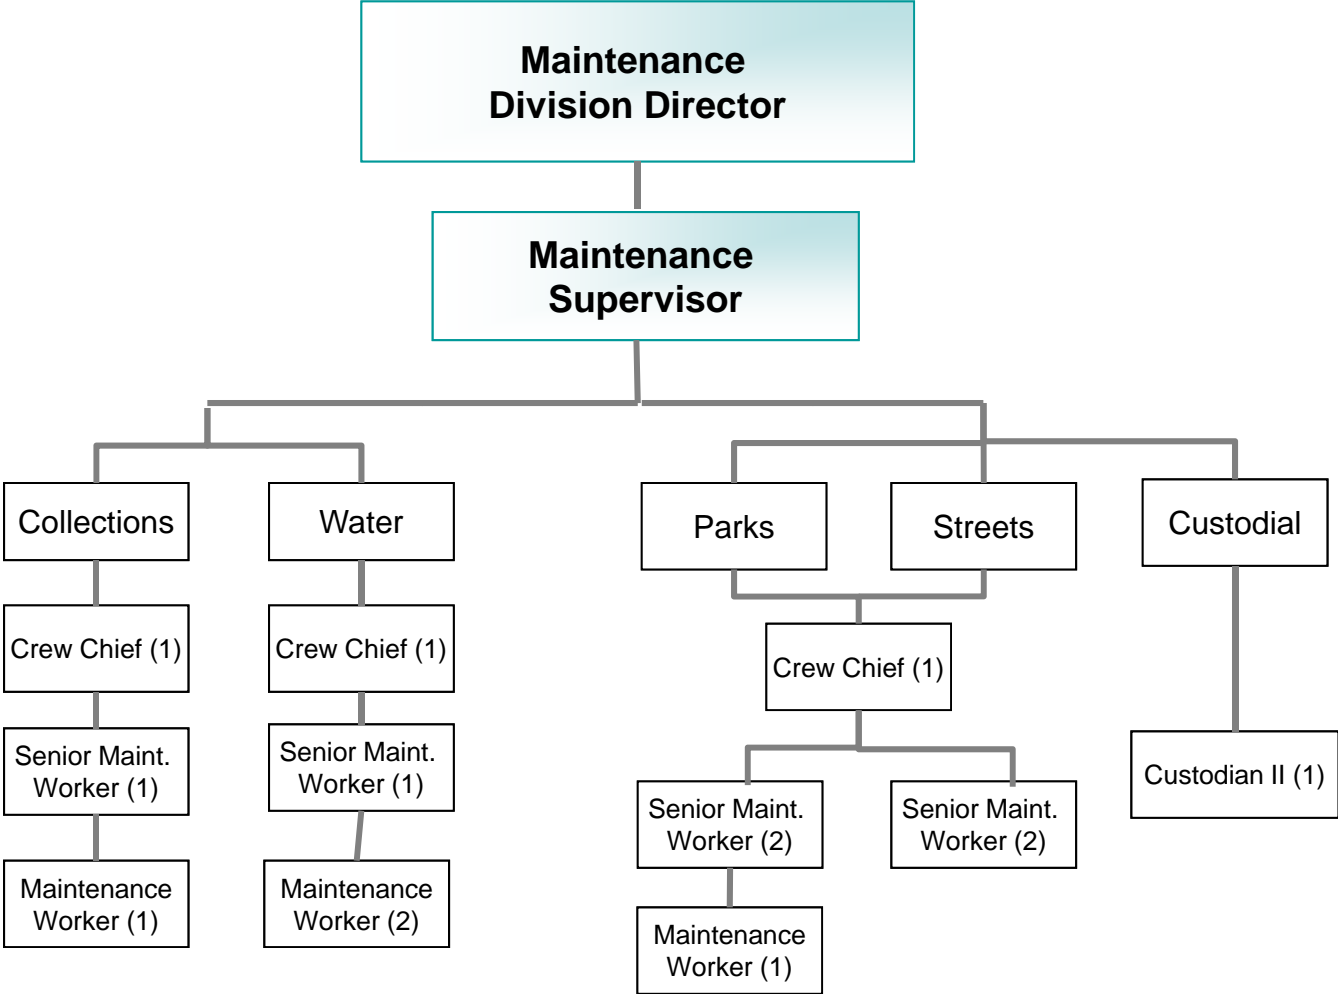 Maintenance
Division Director
Maintenance
Supervisor
Collections
Water
Parks
Streets
Custodial
Crew Chief (1)
Crew Chief (1)
Crew Chief (1)
Senior Maint.
Worker (1)
Senior Maint.
Worker (1)
Custodian II (1)
Senior Maint.
Worker (2)
Senior Maint.
Worker (2)
Maintenance
Worker (1)
Maintenance
Worker (2)
Maintenance
Worker (1)